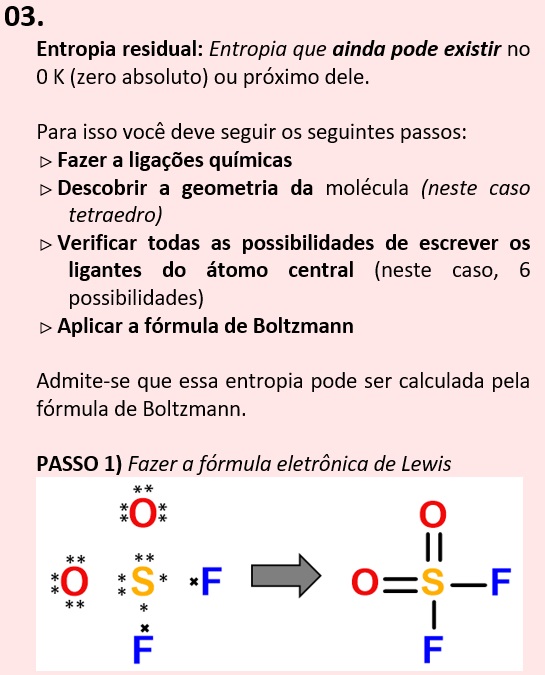 03.
Entropia residual: Entropia que ainda pode existir no
0 K (zero absoluto) ou próximo dele.
Para isso você deve seguir os seguintes passos:
▷ Fazer a ligações químicas
▷ Descobrir a geometria da molécula (neste caso
tetraedro)
▷ Verificar todas as possibilidades de escrever os
ligantes do átomo central (neste caso, 6
possibilidades)
▷ Aplicar a fórmula de Boltzmann
Admite-se que essa entropia pode ser calculada pela
fórmula de Boltzmann.
PASSO 1) Fazer a fórmula eletrônica de Lewis
O O
O S F O S F
F F